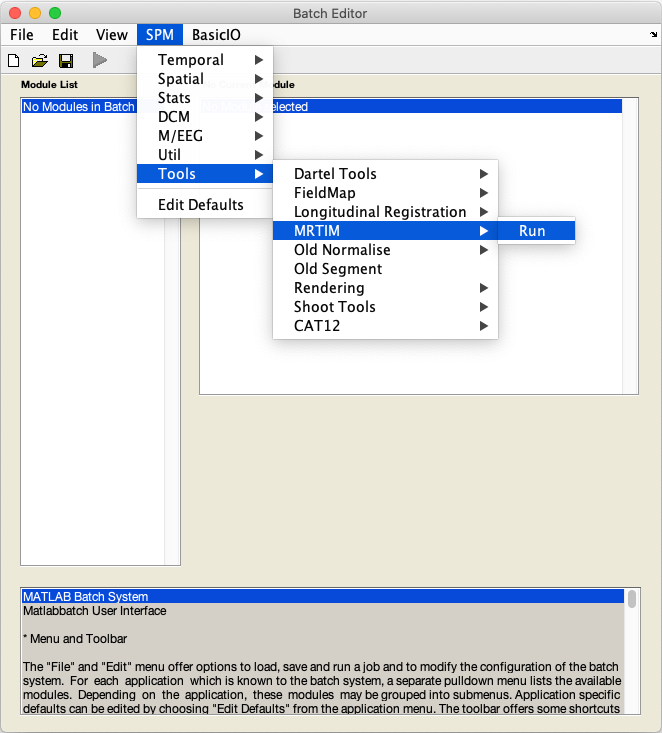 Batch Editor
File Edit View SPM BasicIO
Module List
No Modules in Batch
Temporal
Spatial
Stats
DCM
M/EEG
Util
Tools
Edit Defaults
Dartel Tools
FieldMap
Longitudinal Registration
MRTIM
Old Normalise
Old Segment
Rendering
Shoot Tools
CAT12
Run
MATLAB Batch System
Matlabbatch User Interface
* Menu and Toolbar
The "File" and "Edit" menu offer options to load, save and run a job and to modify the configuration of the batch
system. For each application which is known to the batch system, a separate pulldown menu lists the available
modules. Depending on the application, these modules may be grouped into submenus. Application specific
defaults can be edited by choosing "Edit Defaults" from the application menu. The toolbar offers some shortcuts